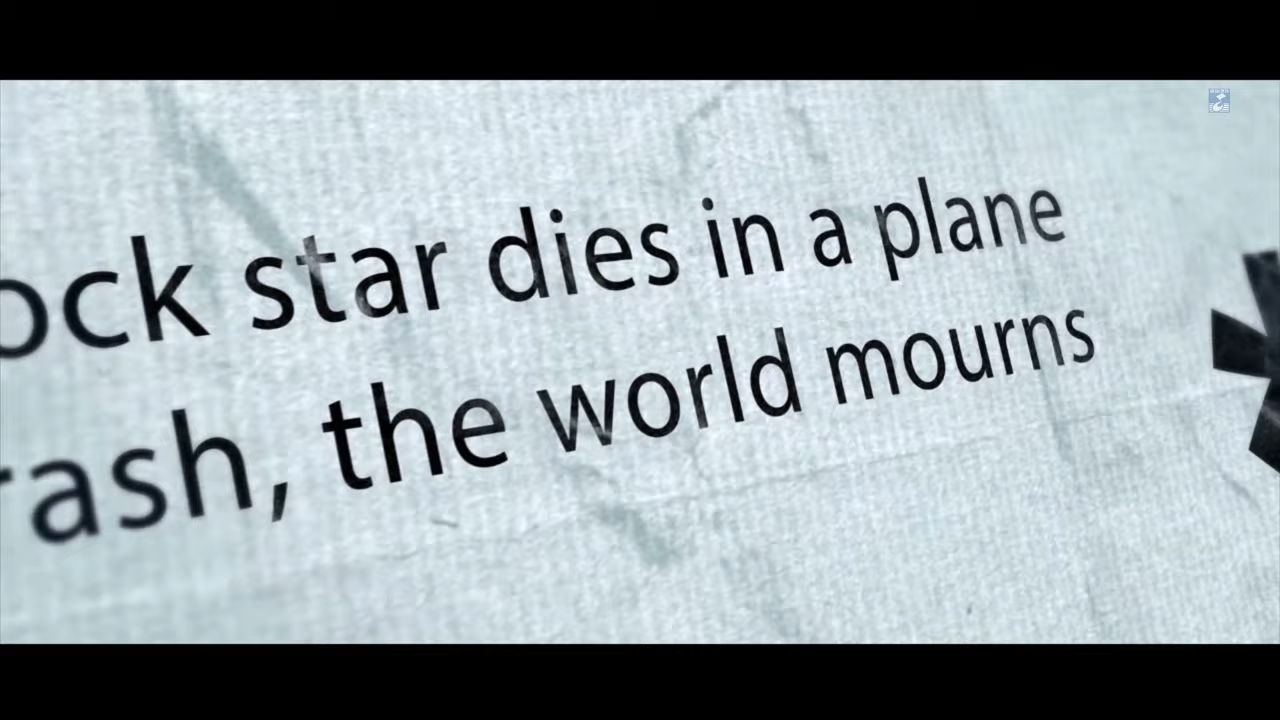 ock star dies in a plane
rash, the world mourns